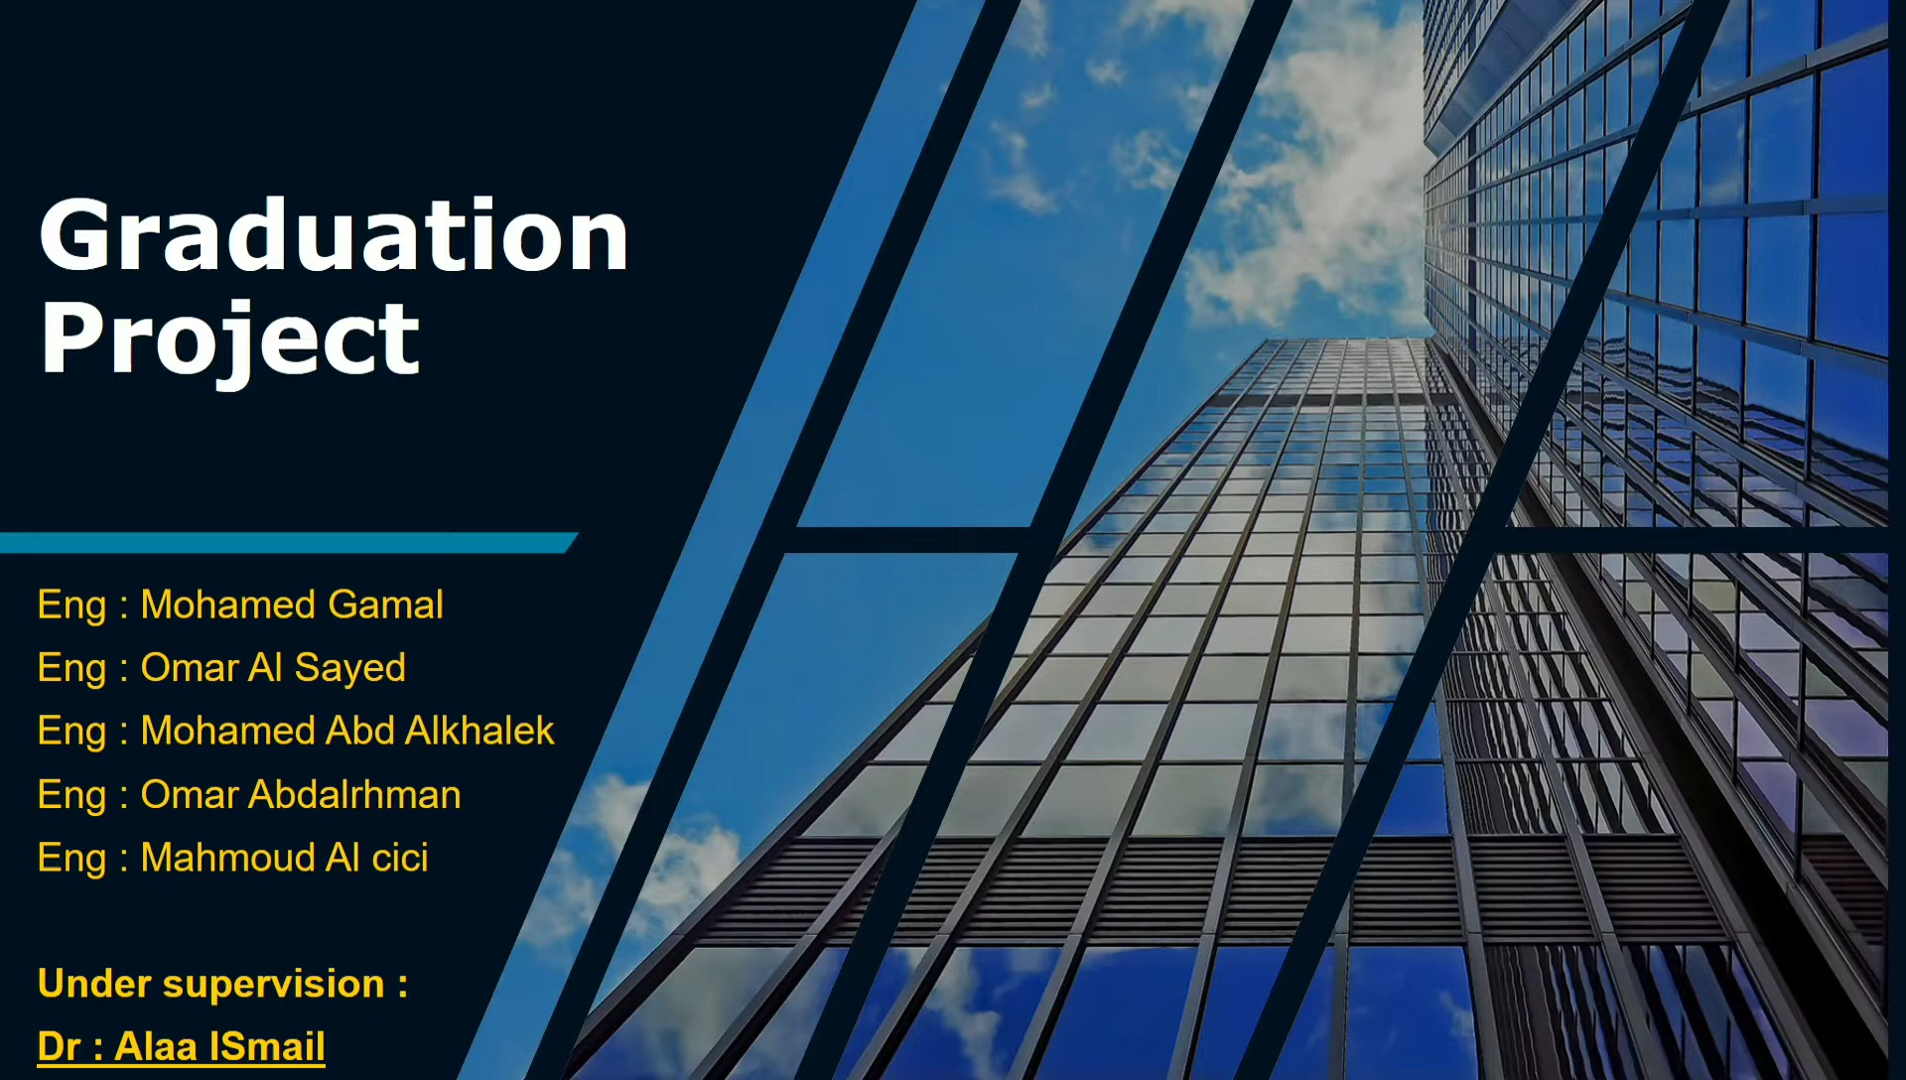 Graduation
Project
Eng : Mohamed Gamal
Eng : Omar Al Sayed
Eng : Mohamed Abd Alkhalek
Eng : Omar Abdalrhman
Eng : Mahmoud Al cici
Under supervision :
Dr : Alaa ISmail